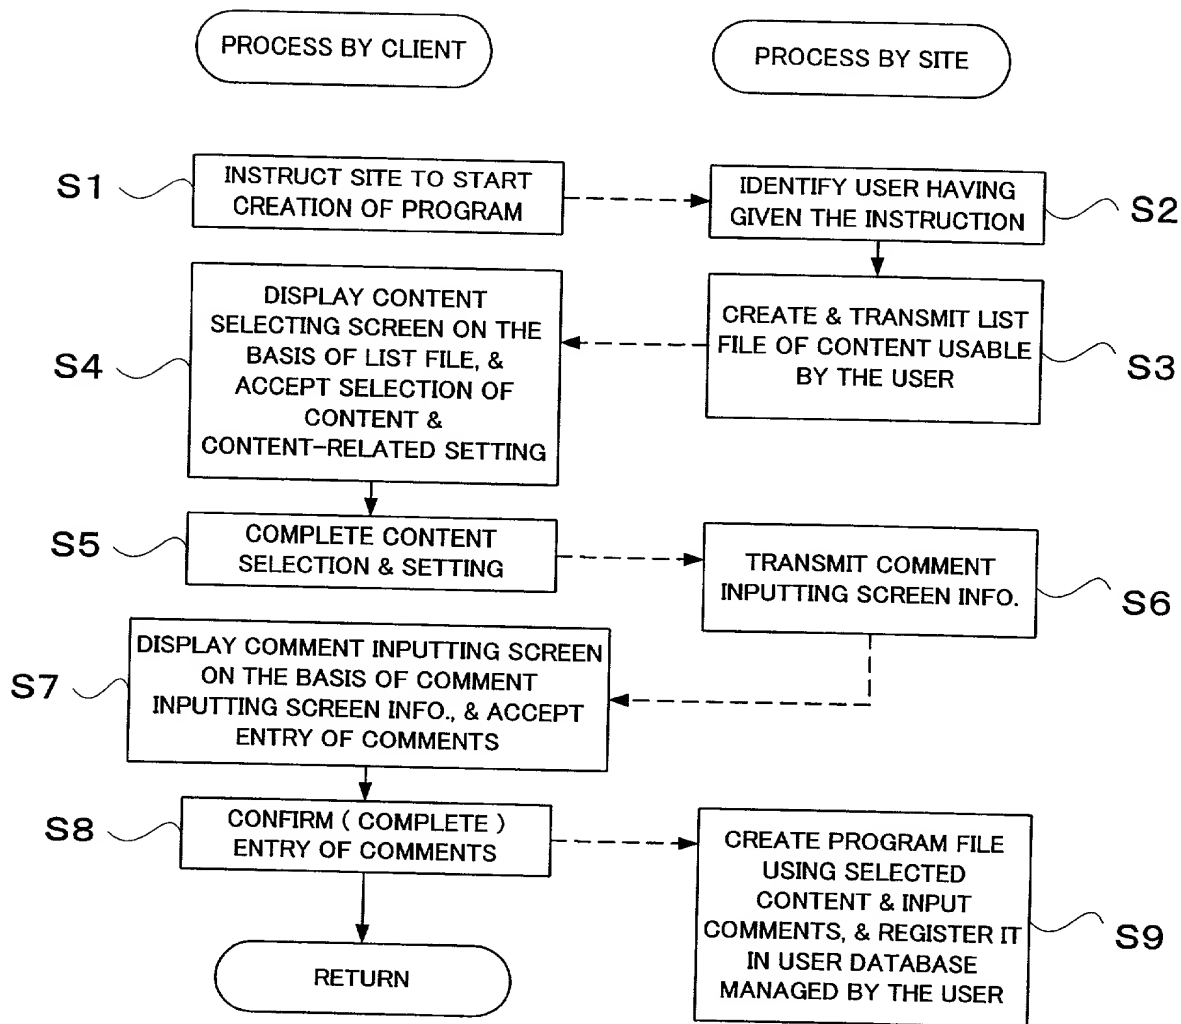 PROCESS BY CLIENT
PROCESS BY SITE
S1
INSTRUCT SITE TO START
CREATION OF PROGRAM
IDENTIFY USER HAVING
GIVEN THE INSTRUCTION
S2
DISPLAY CONTENT
SELECTING SCREEN ON THE
BASIS OF LIST FILE, &
ACCEPT SELECTION OF
CONTENT &
CONTENT-RELATED SETTING
S4
CREATE & TRANSMIT LIST
FILE OF CONTENT USABLE
BY THE USER
S3
S5
COMPLETE CONTENT
SELECTION & SETTING
TRANSMIT COMMENT
INPUTTING SCREEN INFO.
S6
S7
DISPLAY COMMENT INPUTTING SCREEN
ON THE BASIS OF COMMENT
INPUTTING SCREEN INFO., & ACCEPT
ENTRY OF COMMENTS
S8
CONFIRM ( COMPLETE )
ENTRY OF COMMENTS
CREATE PROGRAM FILE
USING SELECTED
CONTENT & INPUT
COMMENTS, & REGISTER IT
IN USER DATABASE
MANAGED BY THE USER
S9
RETURN